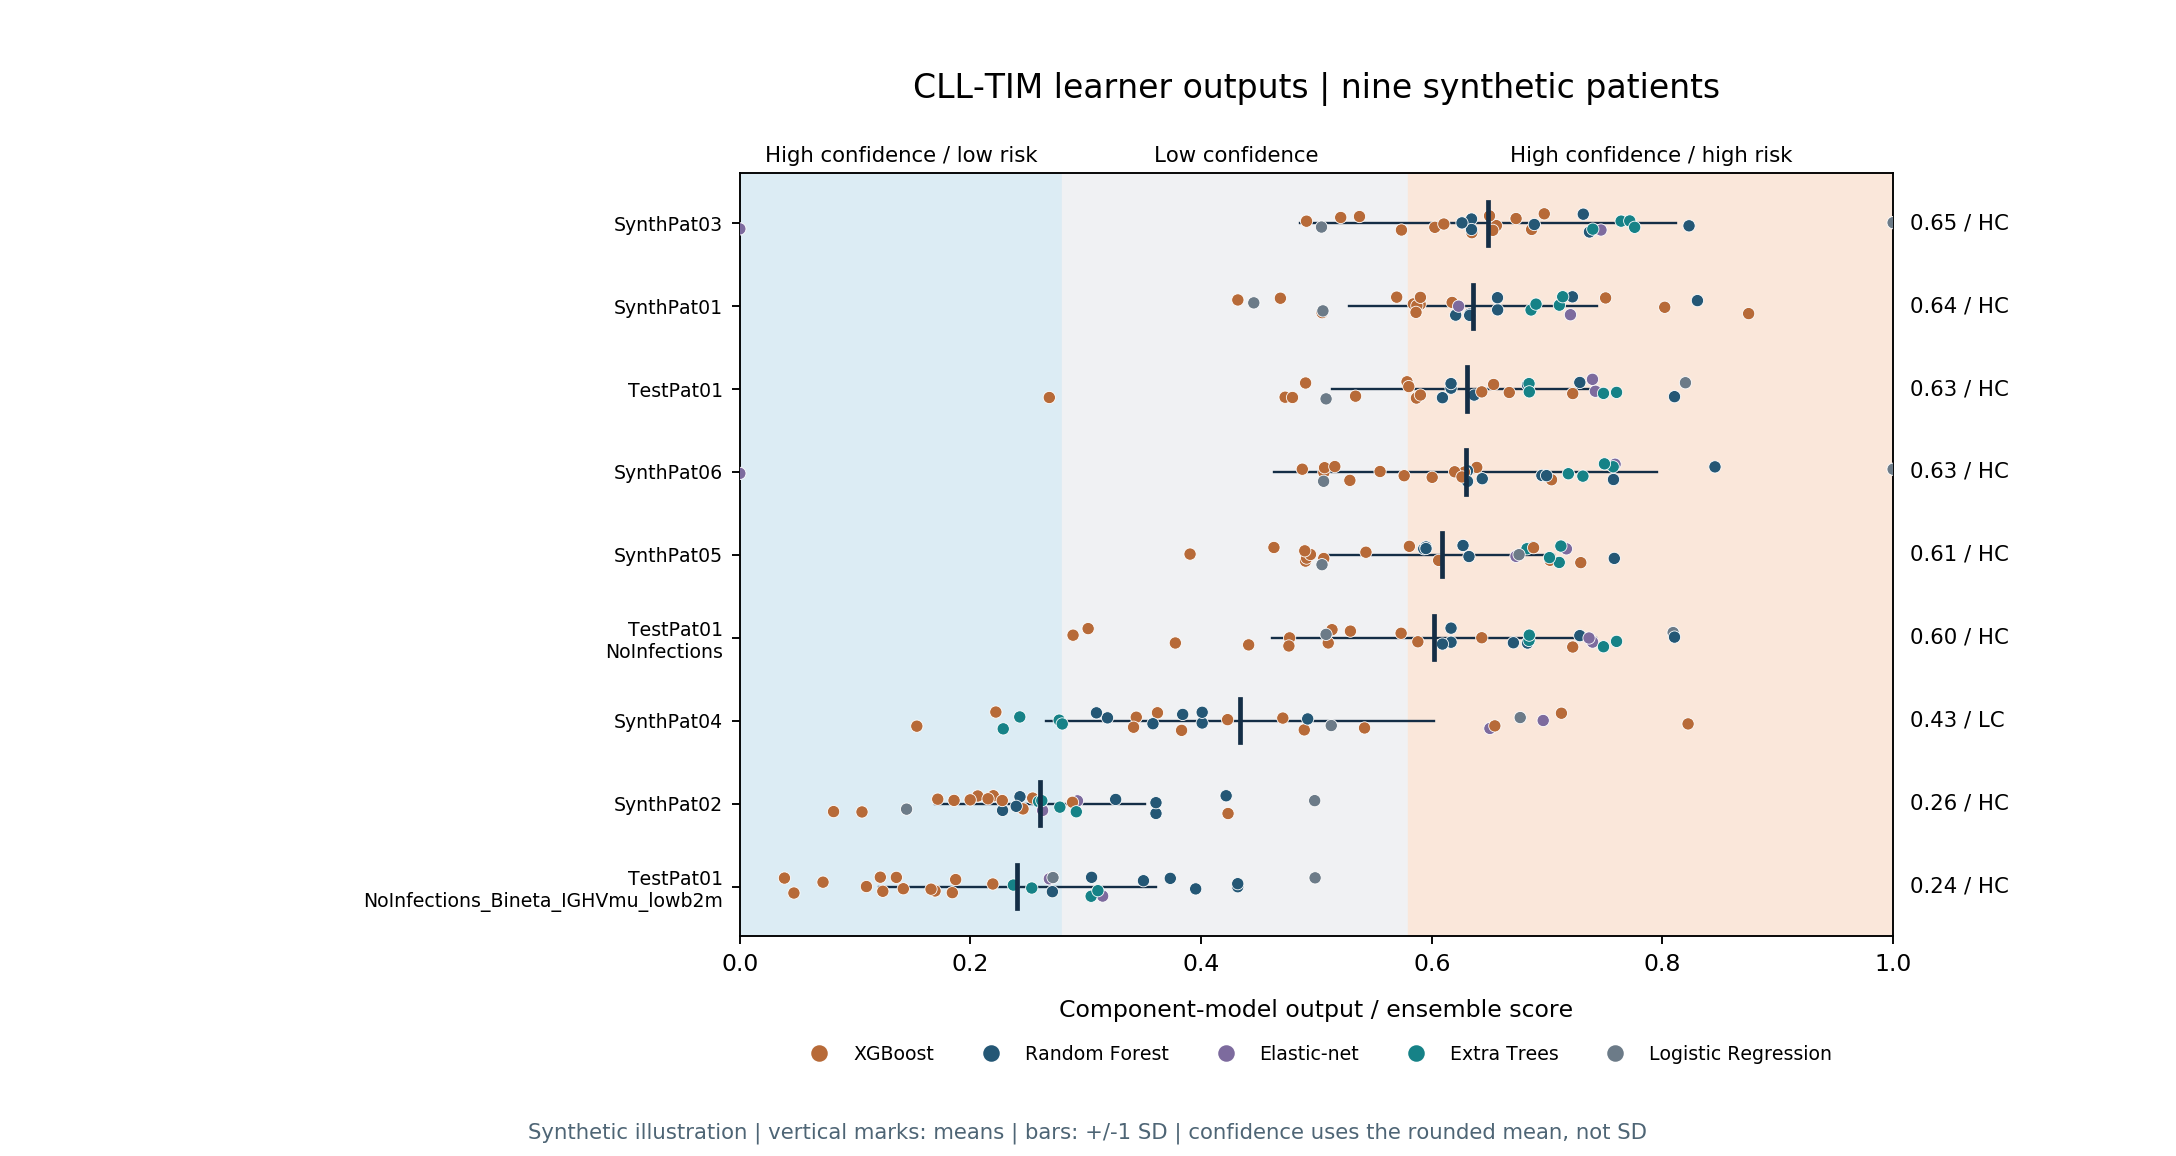 CLL-TIM learner outputs | nine synthetic patients
High confidence / low risk
Low confidence
High confidence / high risk
SynthPat03
0.65 / HC
SynthPat01
0.64 / HC
TestPat01
0.63 / HC
SynthPat06
0.63 / HC
SynthPat05
0.61 / HC
TestPat01
NoInfections
0.60 / HC
SynthPat04
0.43 / LC
SynthPat02
0.26 / HC
TestPat01
NoInfections_Bineta_IGHVmu_lowb2m
0.24 / HC
0.0 0.2 0.4 0.6 0.8 1.0
Component-model output / ensemble score
XGBoost Random Forest Elastic-net Extra Trees Logistic Regression
Synthetic illustration | vertical marks: means | bars: +/-1 SD | confidence uses the rounded mean, not SD